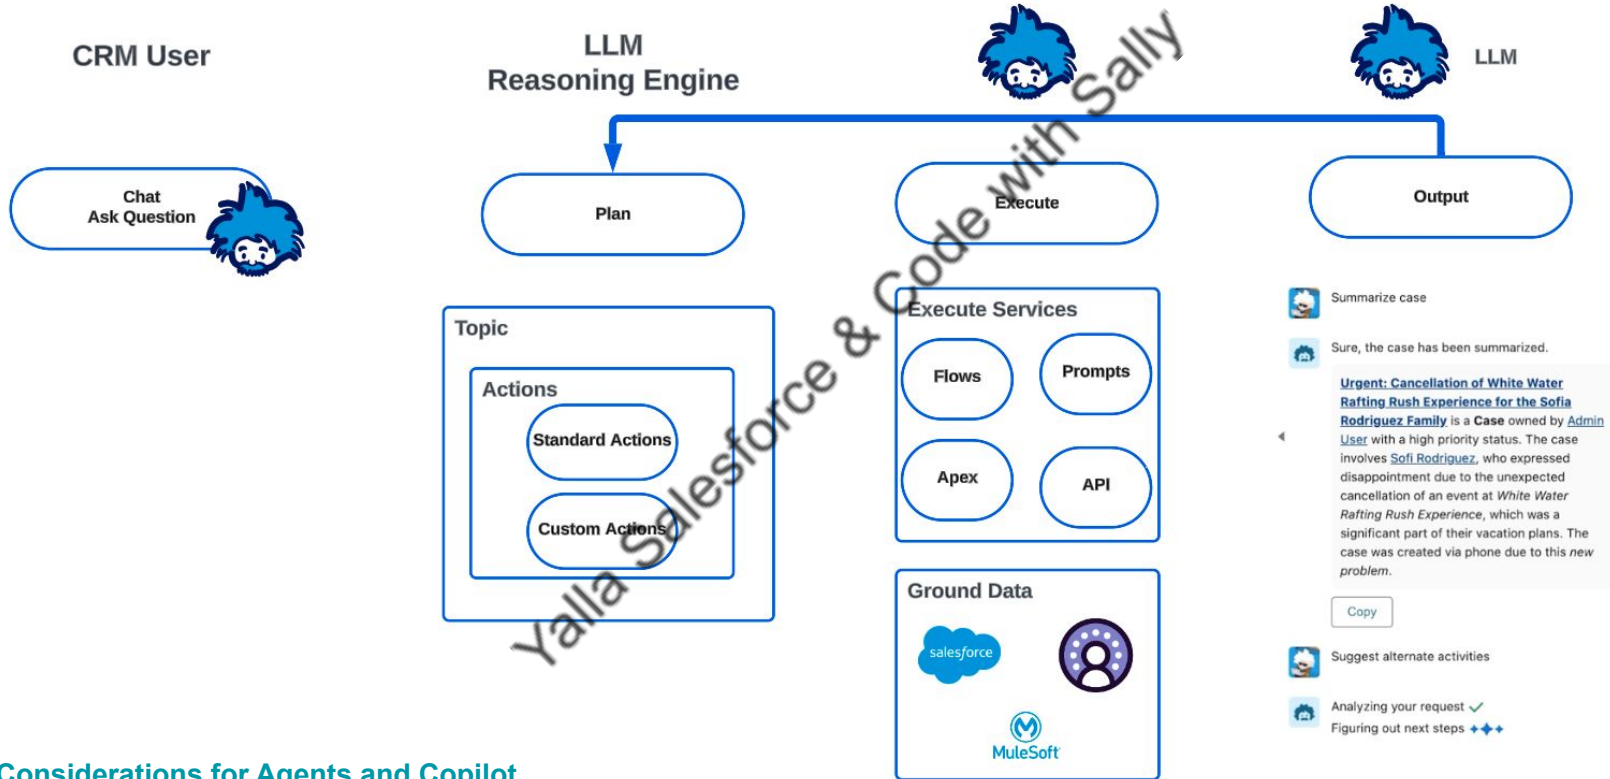 CRM User
LLM
Reasoning Engine
LLM
Chat
Ask Question
Plan
Execute
Output
Topic
Actions
Standard Actions
Custom Actions
Execute Services
Flows
Prompts
Apex
API
Ground Data
salesforce
MuleSoft
Summarize case
Sure, the case has been summarized.
Urgent: Cancellation of White Water
Rafting Rush Experience for the Sofia
Rodriguez Family is a Case owned by Admin
User with a high priority status. The case
involves Sofi Rodriguez, who expressed
disappointment due to the unexpected
cancellation of an event at White Water
Rafting Rush Experience, which was a
significant part of their vacation plans. The
case was created via phone due to this new
problem.
Copy
Suggest alternate activities
Analyzing your request
Figuring out next steps
Yalla Salesforce & Code with Sally
Considerations for Agents and Copilot